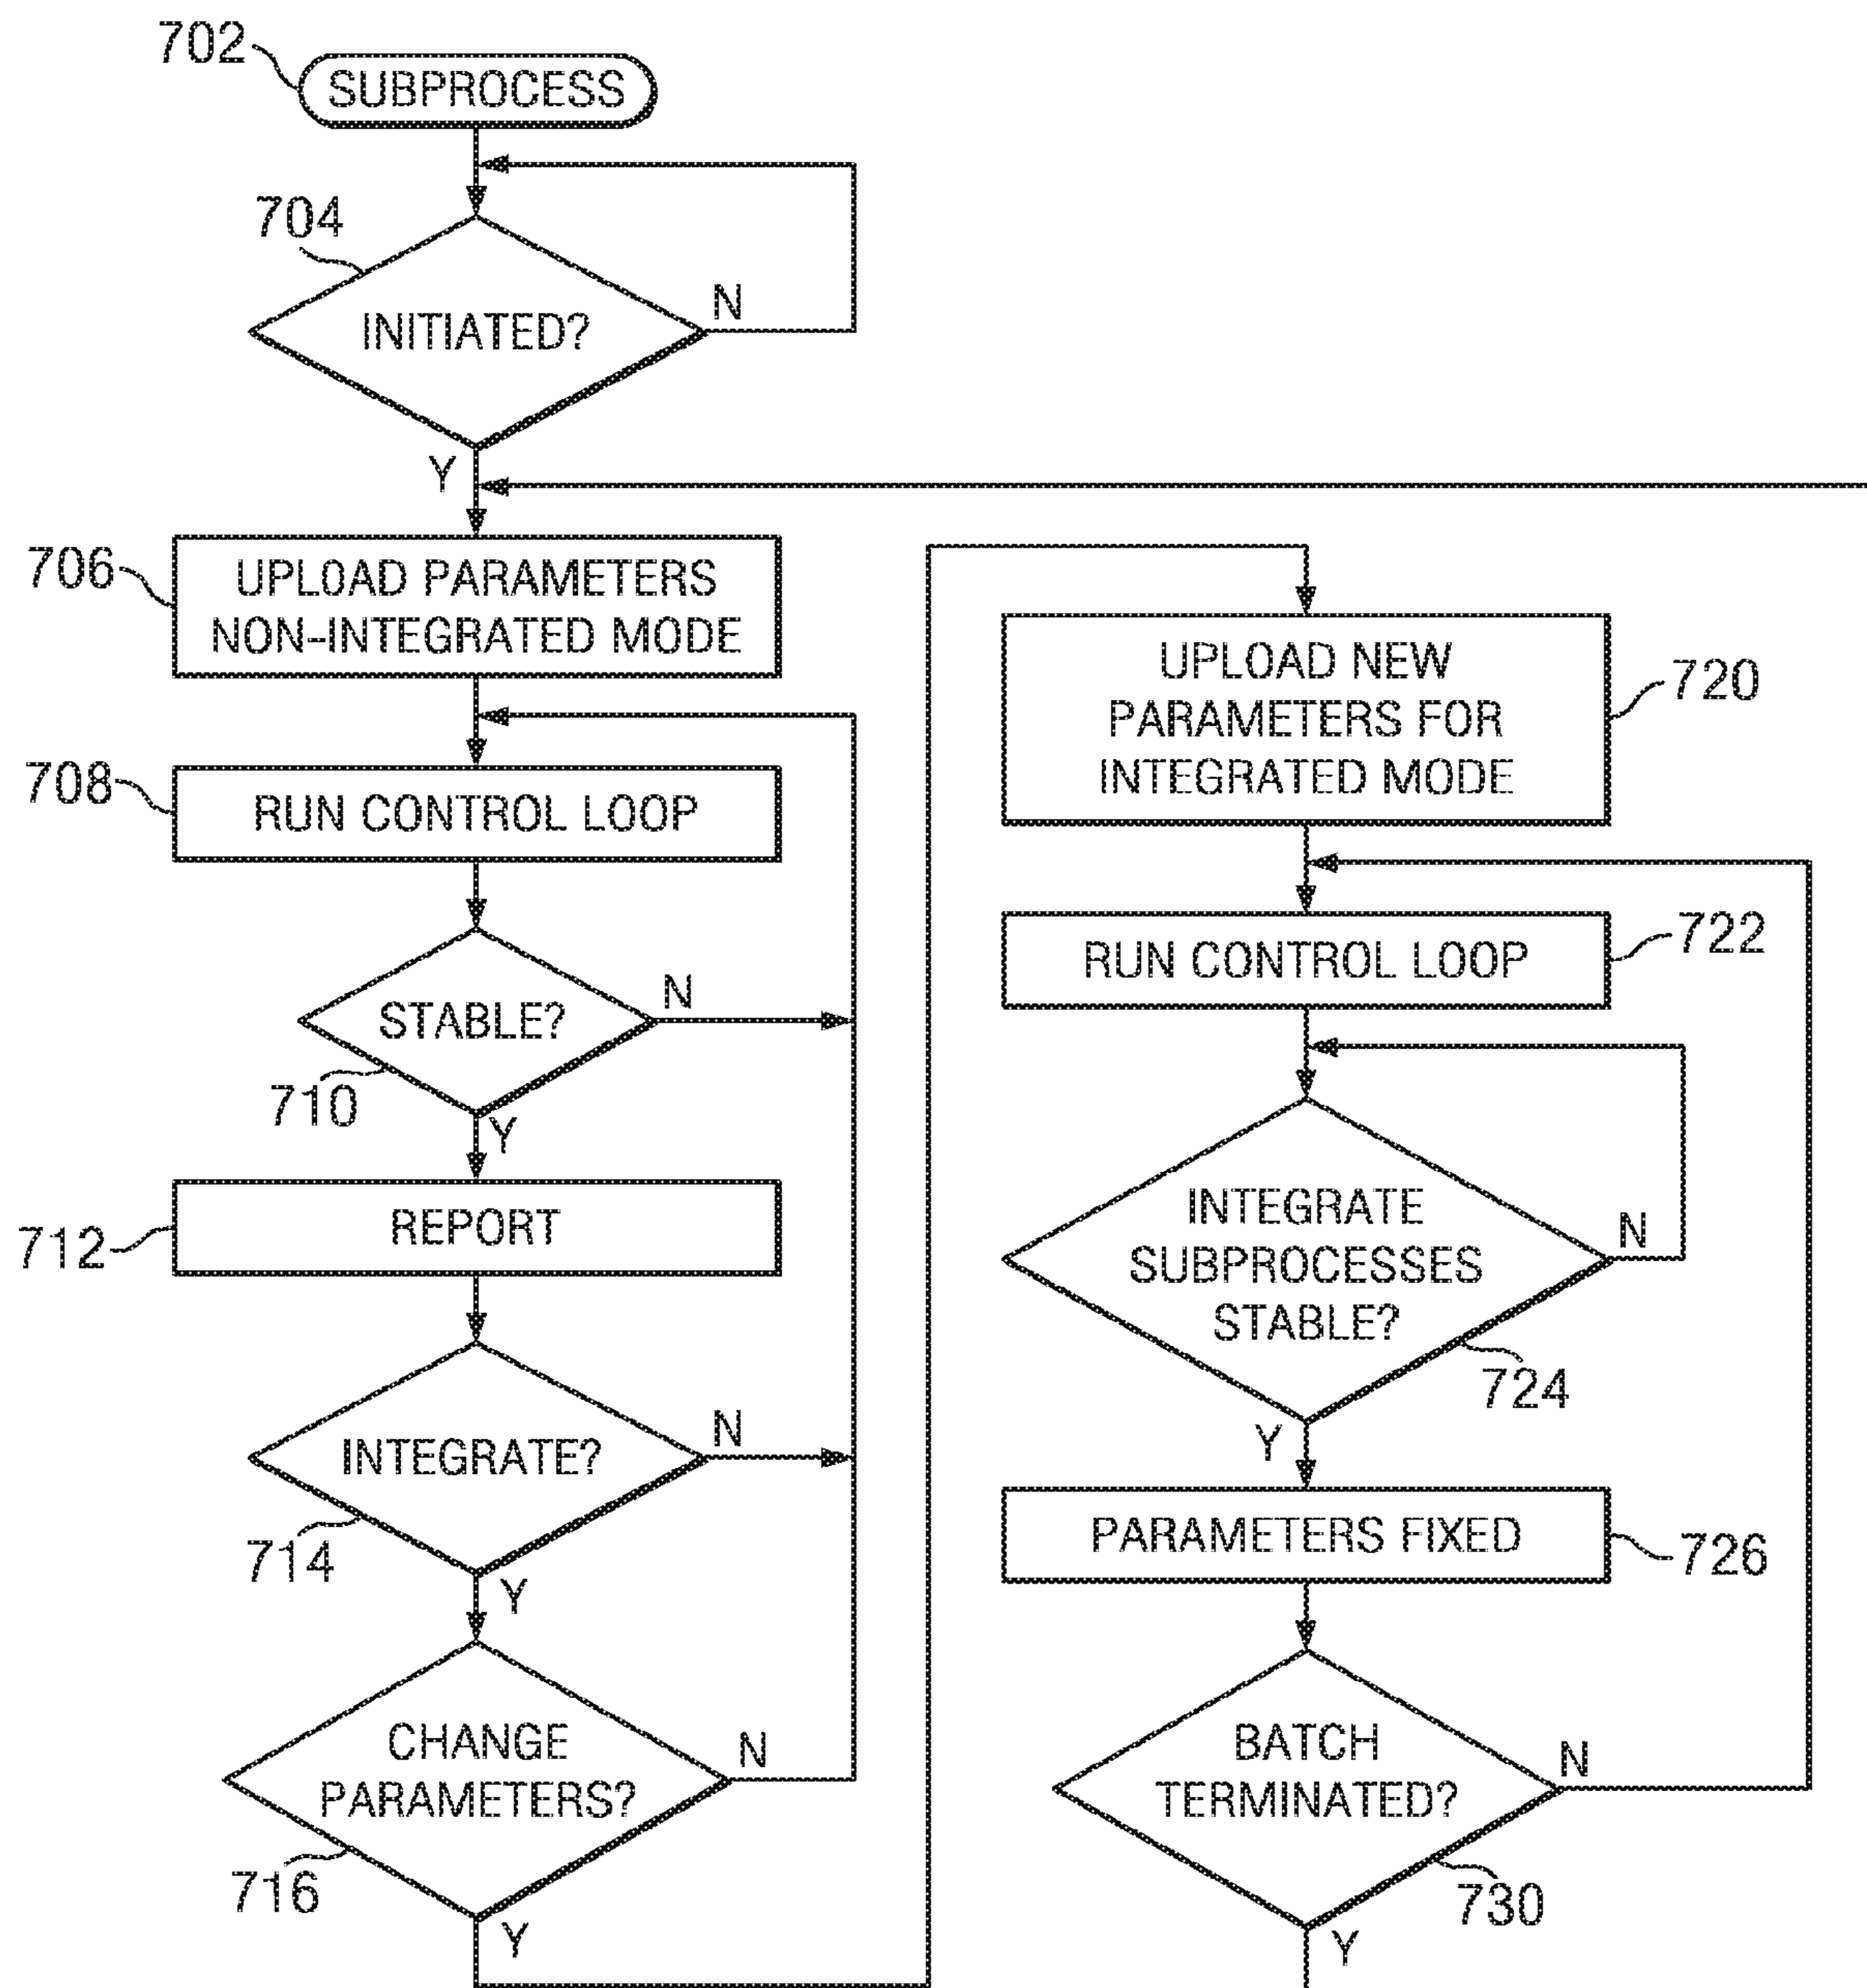 702
SUBPROCESS
704
INITIATED?
N
Y
706
UPLOAD PARAMETERS
NON-INTEGRATED MODE
708
RUN CONTROL LOOP
STABLE?
N
710
Y
712
REPORT
INTEGRATE?
N
714
Y
CHANGE
PARAMETERS?
N
716
Y
UPLOAD NEW
PARAMETERS FOR
INTEGRATED MODE
720
RUN CONTROL LOOP
722
INTEGRATE
SUBPROCESSES
STABLE?
N
724
Y
PARAMETERS FIXED
726
BATCH
TERMINATED?
N
730
Y